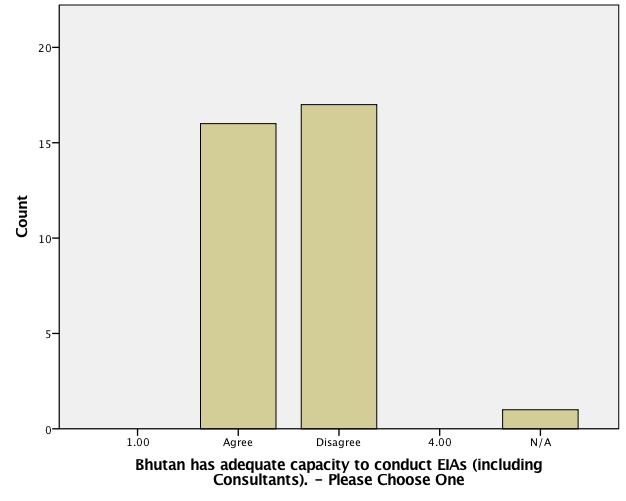 Count
20
15
10
5
0
1.00 Agree Disagree 4.00 N/A
Bhutan has adequate capacity to conduct EIAs (including
Consultants). – Please Choose One